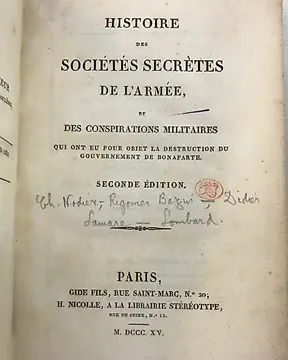 HISTOIRE
DES
SOCIÉTÉS SECRÈTES
DE L'ARMÉE,
ET
DES CONSPIRATIONS MILITAIRES
QUI ONT EU POUR OBJET LA DESTRUCTION DU
GOUVERNEMENT DE BONAPARTE.
SECONDE ÉDITION.
Ch. Nodier - Rigomer Bazin — Didier
Lamare — Lombard.
PARIS,
GIDE FILS, RUE SAINT-MARC, N.° 20;
H. NICOLLE, A LA LIBRAIRIE STÉRÉOTYPE,
RUE DE SEINE, N.° 12.
M. DCCC. XV.